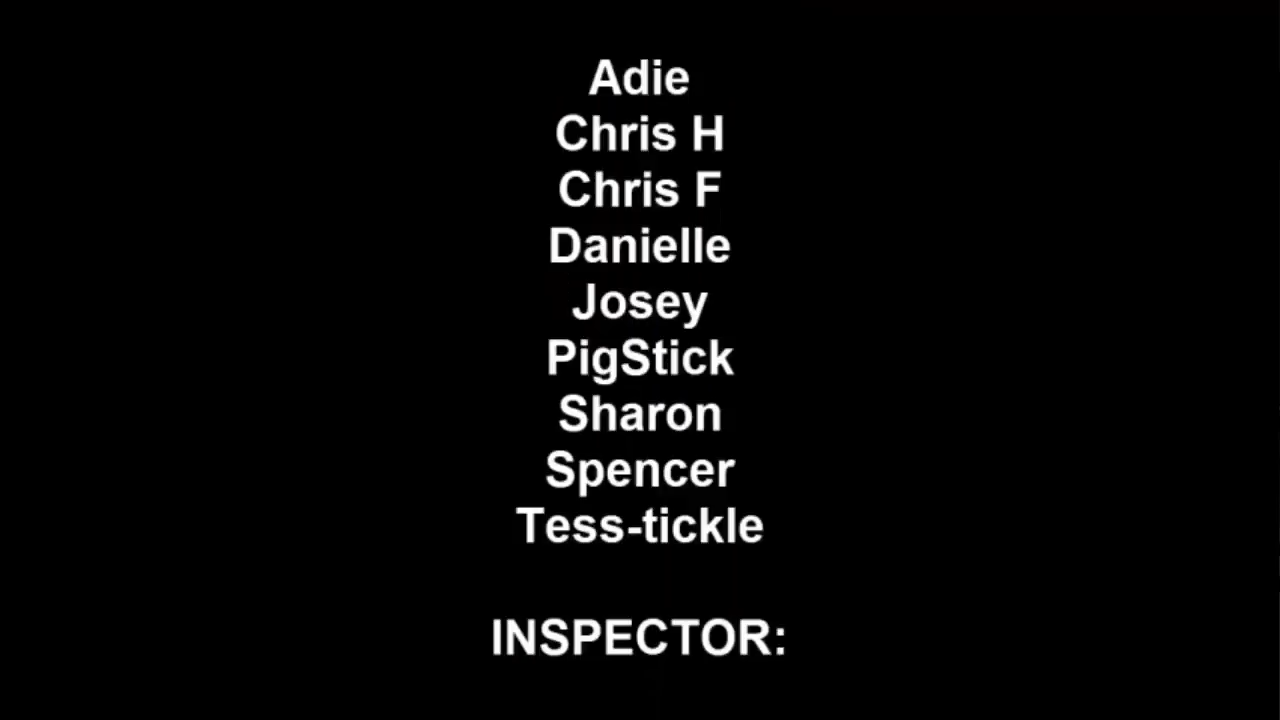 Adie
Chris H
Chris F
Danielle
Josey
PigStick
Sharon
Spencer
Tess-tickle
INSPECTOR: